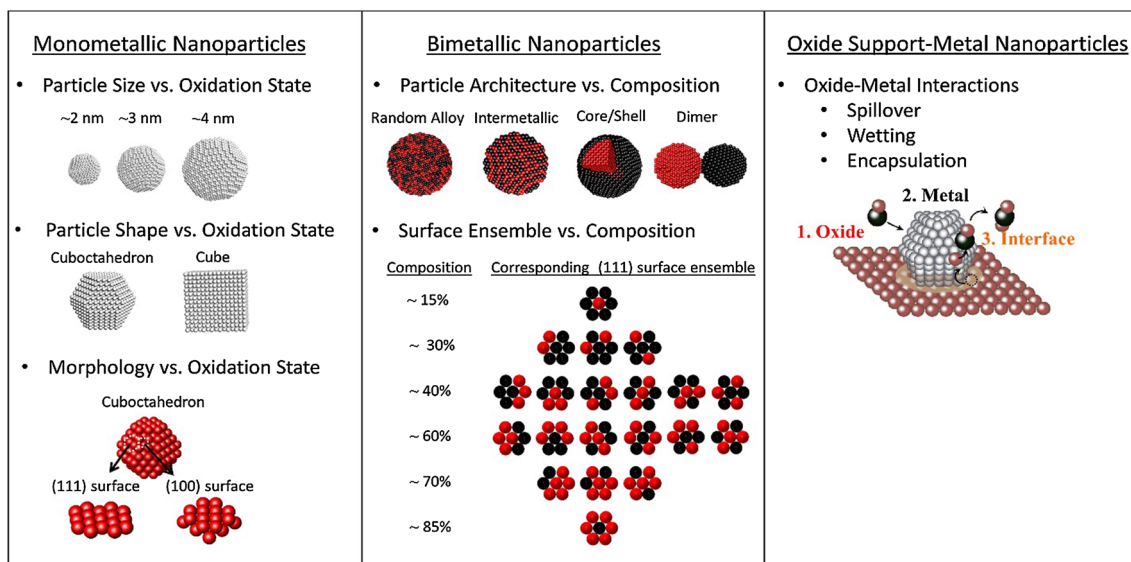 Monometallic Nanoparticles
• Particle Size vs. Oxidation State
~2 nm ~3 nm ~4 nm
• Particle Shape vs. Oxidation State
Cuboctahedron Cube
• Morphology vs. Oxidation State
Cuboctahedron
(111) surface (100) surface
Bimetallic Nanoparticles
• Particle Architecture vs. Composition
Random Alloy Intermetallic Core/Shell Dimer
• Surface Ensemble vs. Composition
Composition Corresponding (111) surface ensemble
~ 15%
~ 30%
~ 40%
~ 60%
~ 70%
~ 85%
Oxide Support-Metal Nanoparticles
• Oxide-Metal Interactions
• Spillover
• Wetting
• Encapsulation
2. Metal
1. Oxide
3. Interface